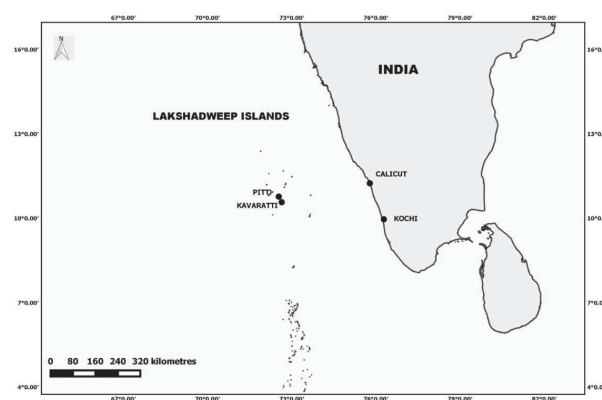 67°0.00' 70°0.00' 73°0.00' 76°0.00' 79°0.00' 82°0.00'
N
16°0.00' 16°0.00'
INDIA
LAKSHADWEEP ISLANDS
13°0.00' 13°0.00'
CALICUT
PITTI
KAVARATTI
KOCHI
10°0.00' 10°0.00'
7°0.00' 7°0.00'
0 80 160 240 320 kilometres
4°0.00' 4°0.00'
67°0.00' 70°0.00' 73°0.00' 76°0.00' 79°0.00' 82°0.00'